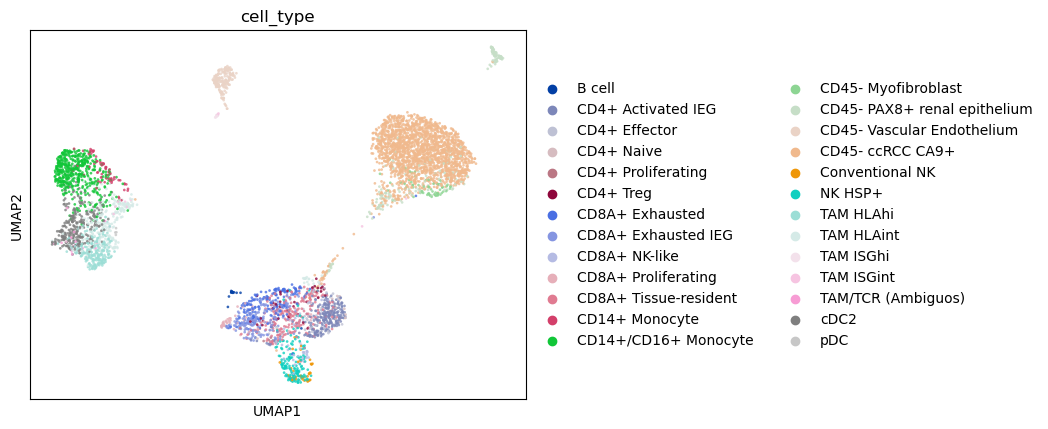 cell_type
UMAP2
UMAP1
B cell
CD4+ Activated IEG
CD4+ Effector
CD4+ Naive
CD4+ Proliferating
CD4+ Treg
CD8A+ Exhausted
CD8A+ Exhausted IEG
CD8A+ NK-like
CD8A+ Proliferating
CD8A+ Tissue-resident
CD14+ Monocyte
CD14+/CD16+ Monocyte
CD45- Myofibroblast
CD45- PAX8+ renal epithelium
CD45- Vascular Endothelium
CD45- ccRCC CA9+
Conventional NK
NK HSP+
TAM HLAhi
TAM HLAint
TAM ISGhi
TAM ISGint
TAM/TCR (Ambiguos)
cDC2
pDC